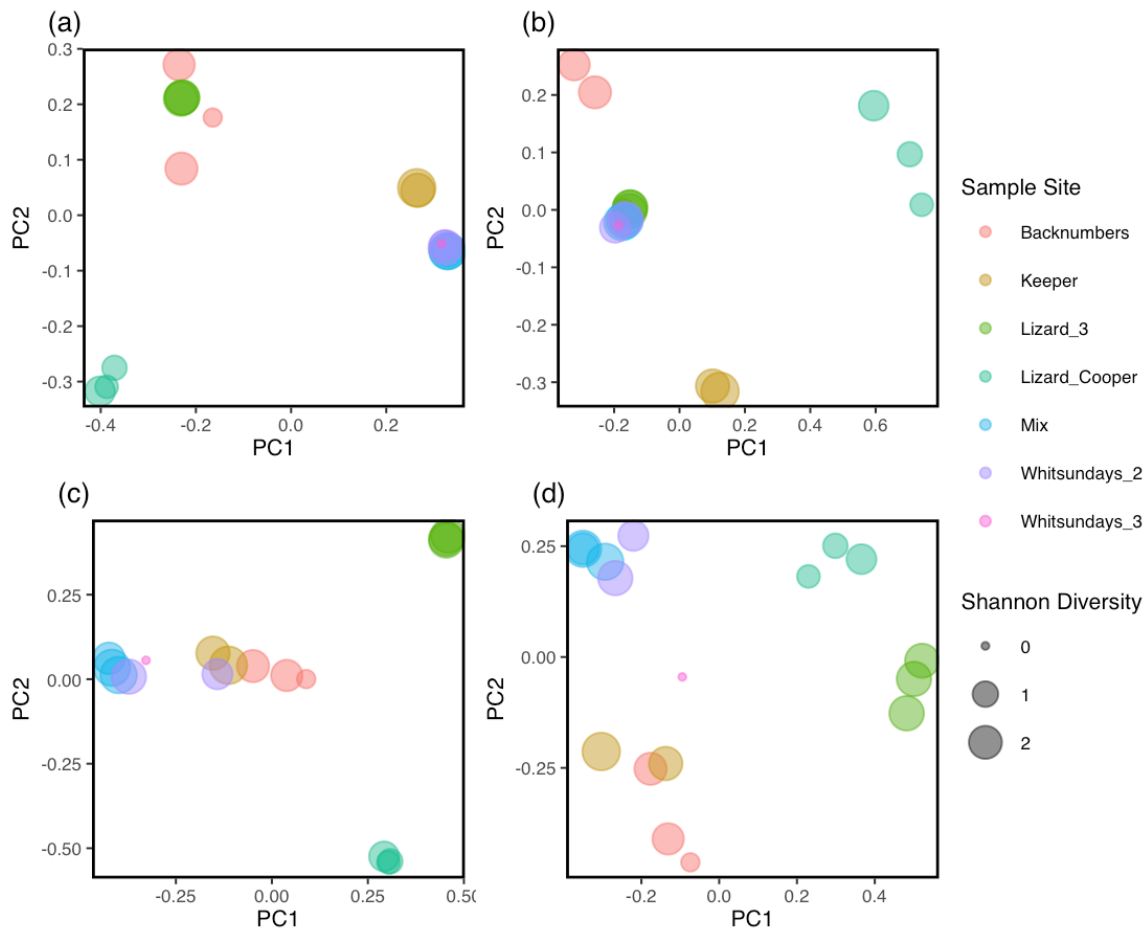 (a)
(b)
PC2
0.3
0.2
0.1
0.0
-0.1
-0.2
-0.3
-0.4
-0.2
0.0
0.2
PC1
PC2
0.2
0.1
0.0
-0.1
-0.2
-0.3
-0.2
0.0
0.2
0.4
0.6
PC1
(c)
(d)
PC2
0.25
0.00
-0.25
-0.50
-0.25
0.00
0.25
0.50
PC1
PC2
0.25
0.00
-0.25
-0.2
0.0
0.2
0.4
PC1
Sample Site
Backnumbers
Keeper
Lizard_3
Lizard_Cooper
Mix
Whitsundays_2
Whitsundays_3
Shannon Diversity
0
1
2